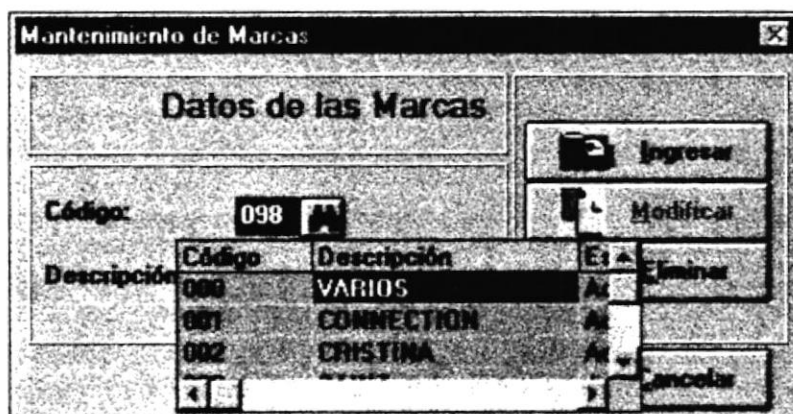 Mantenimiento de Marcas
Datos de las Marcas
Ingresar
Código: 098
Modificar
Código Descripción
Descripción
Eliminar
000 VARIOS
001 CONNECTION
002 CRISTINA
Cancelar